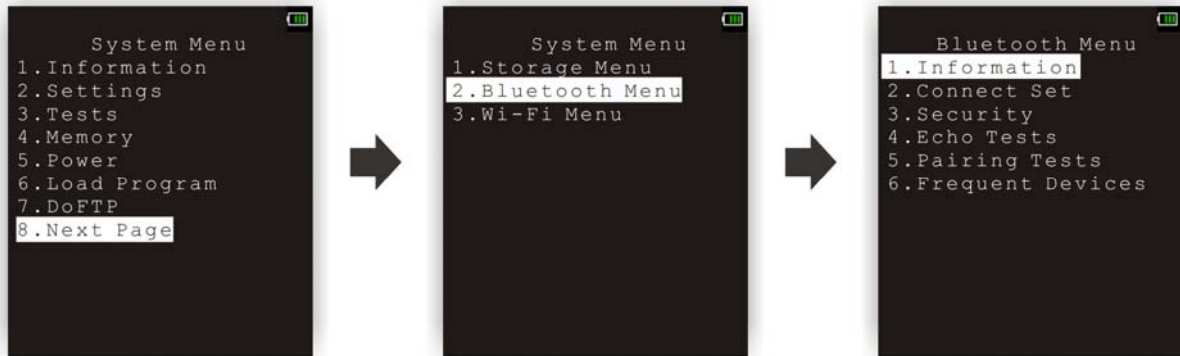 System Menu
1.Information
2.Settings
3.Tests
4.Memory
5.Power
6.Load Program
7.DoFTP
8.Next Page
System Menu
1.Storage Menu
2.Bluetooth Menu
3.Wi-Fi Menu
Bluetooth Menu
1.Information
2.Connect Set
3.Security
4.Echo Tests
5.Pairing Tests
6.Frequent Devices